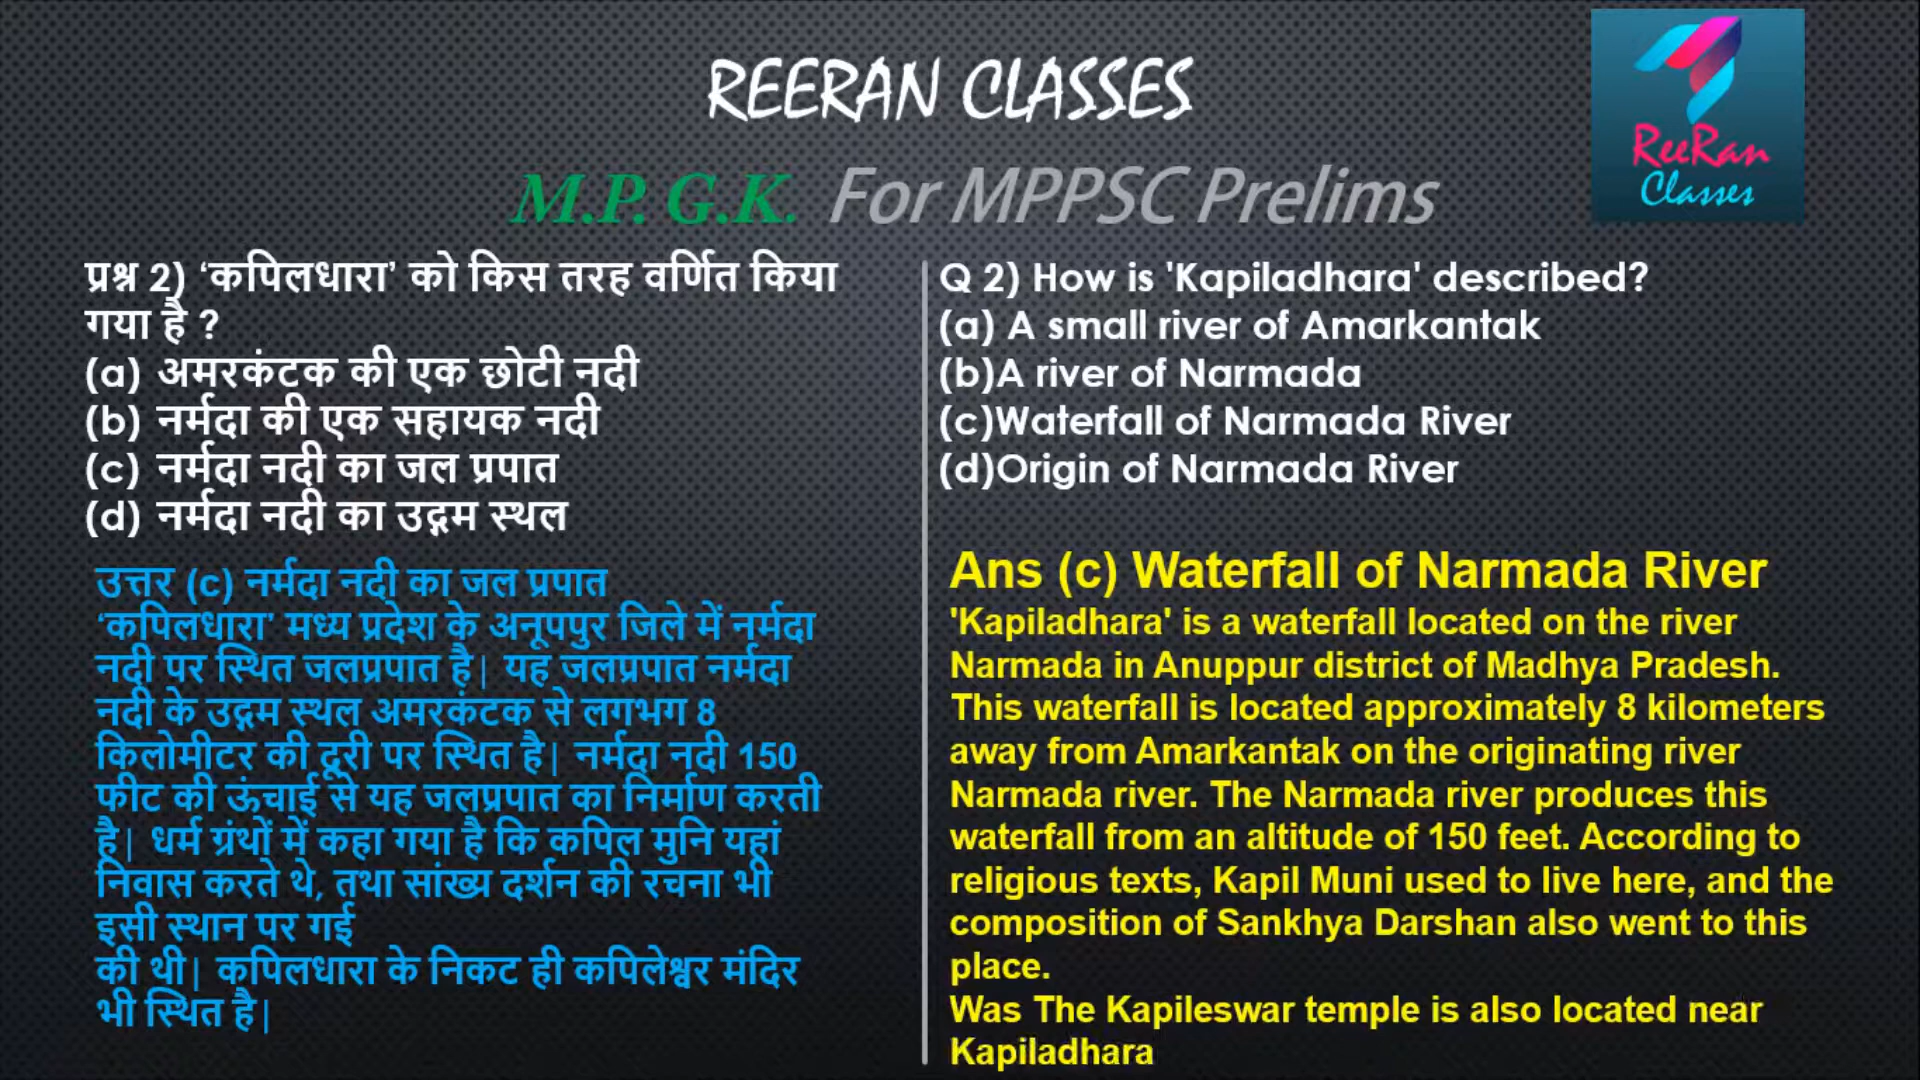 REERAN CLASSES
ReeRan
Classes
M.P. G.K. For MPPSC Prelims
प्रश्न 2) ‘कपिलधारा’ को किस तरह वर्णित किया
गया है ?
(a) अमरकंटक की एक छोटी नदी
(b) नर्मदा की एक सहायक नदी
(c) नर्मदा नदी का जल प्रपात
(d) नर्मदा नदी का उद्गम स्थल
उत्तर (c) नर्मदा नदी का जल प्रपात
‘कपिलधारा’ मध्य प्रदेश के अनूपपुर जिले में नर्मदा
नदी पर स्थित जलप्रपात है| यह जलप्रपात नर्मदा
नदी के उद्गम स्थल अमरकंटक से लगभग 8
किलोमीटर की दूरी पर स्थित है| नर्मदा नदी 150
फीट की ऊंचाई से यह जलप्रपात का निर्माण करती
है| धर्म ग्रंथों में कहा गया है कि कपिल मुनि यहां
निवास करते थे, तथा सांख्य दर्शन की रचना भी
इसी स्थान पर गई
की थी| कपिलधारा के निकट ही कपिलेश्वर मंदिर
भी स्थित है|
Q 2) How is 'Kapiladhara' described?
(a) A small river of Amarkantak
(b)A river of Narmada
(c)Waterfall of Narmada River
(d)Origin of Narmada River
Ans (c) Waterfall of Narmada River
'Kapiladhara' is a waterfall located on the river
Narmada in Anuppur district of Madhya Pradesh.
This waterfall is located approximately 8 kilometers
away from Amarkantak on the originating river
Narmada river. The Narmada river produces this
waterfall from an altitude of 150 feet. According to
religious texts, Kapil Muni used to live here, and the
composition of Sankhya Darshan also went to this
place.
Was The Kapileswar temple is also located near
Kapiladhara